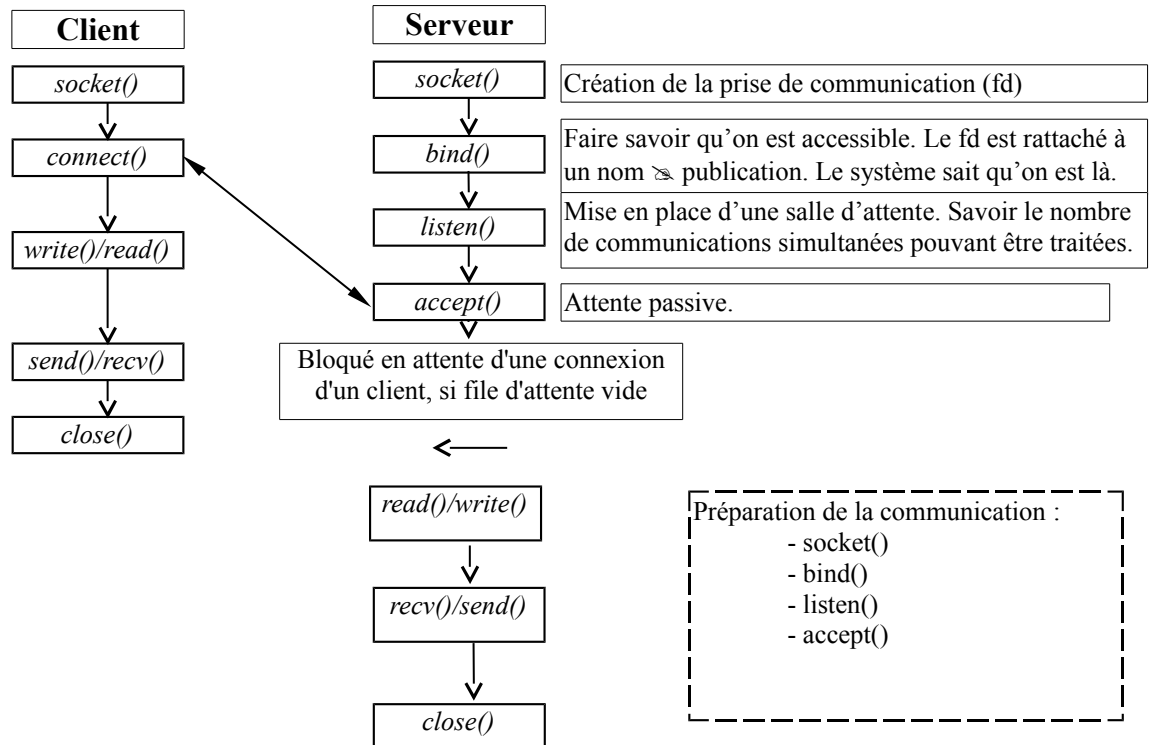 Client
socket()
connect()
write()/read()
send()/recv()
close()
Serveur
socket()
Création de la prise de communication (fd)
bind()
Faire savoir qu’on est accessible. Le fd est rattaché à
un nom ✎ publication. Le système sait qu’on est là.
listen()
Mise en place d’une salle d’attente. Savoir le nombre
de communications simultanées pouvant être traitées.
accept()
Attente passive.
Bloqué en attente d'une connexion
d'un client, si file d'attente vide
read()/write()
recv()/send()
close()
Préparation de la communication :
- socket()
- bind()
- listen()
- accept()